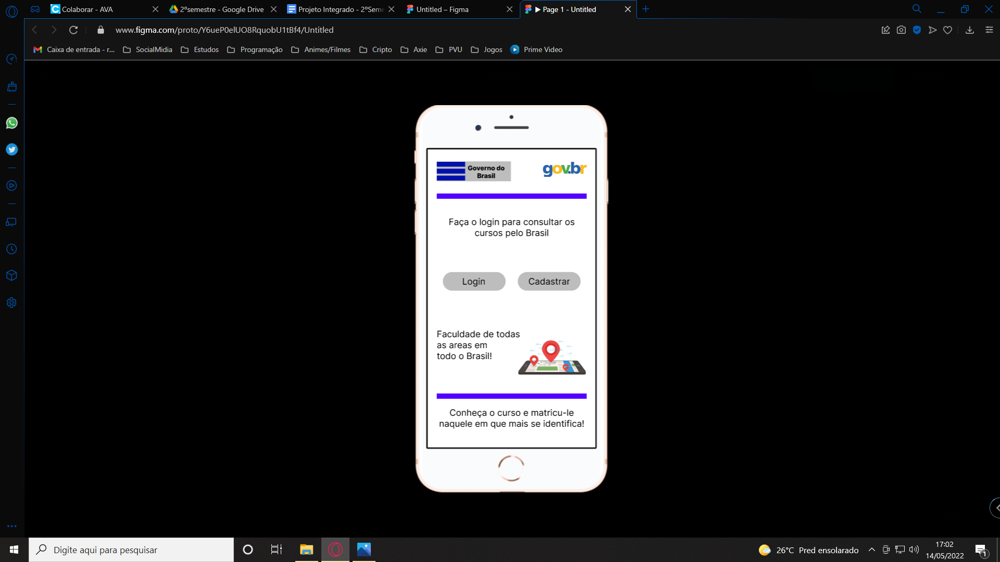 Colaborar - AVA
2ºsemestre - Google Drive
Projeto Integrado - 2ºSeme
Untitled – Figma
Page 1 - Untitled
www.figma.com/proto/Y6ueP0elUO8RquobU1tBf4/Untitled
Caixa de entrada - r...
SocialMidia
Estudos
Programação
Animes/Filmes
Cripto
Axie
PVU
Jogos
Prime Video
Governo do
Brasil
gov.br
Faça o login para consultar os
cursos pelo Brasil
Login
Cadastrar
Faculdade de todas
as areas em
todo o Brasil!
Conheça o curso e matricu-le
naquele em que mais se identifica!
Digite aqui para pesquisar
26°C Pred ensolarado
17:02
14/05/2022
1